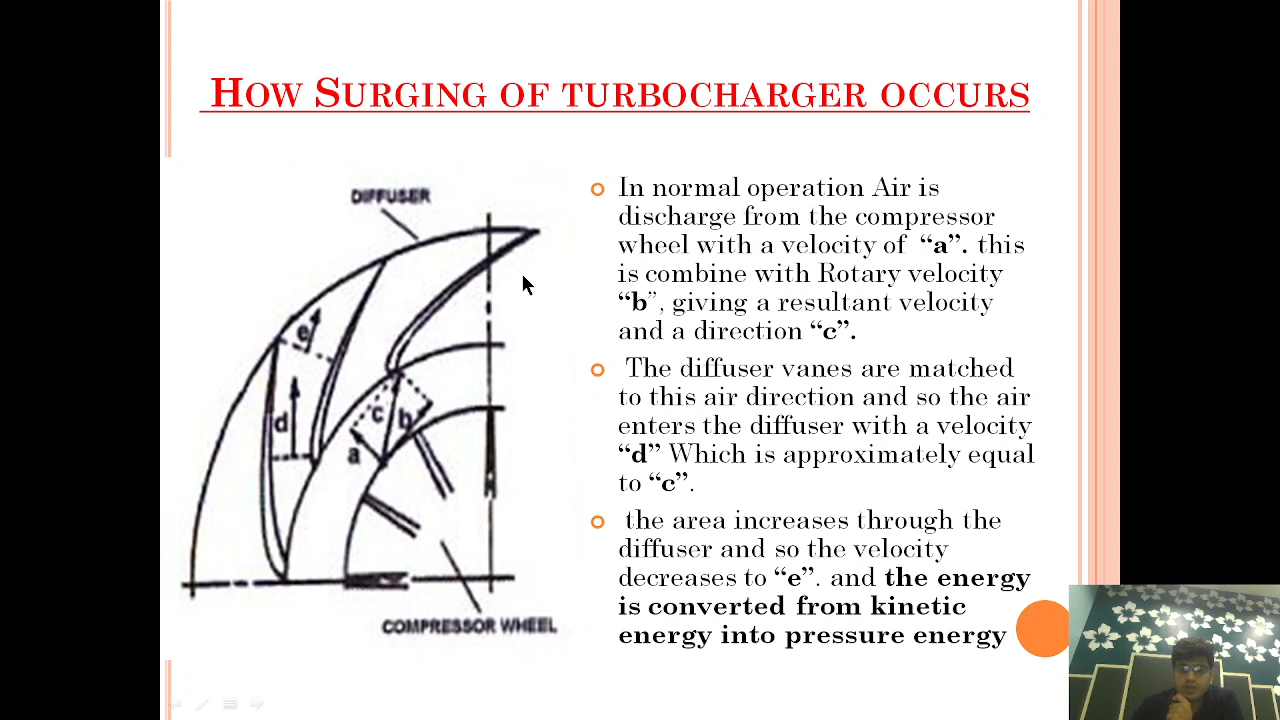 HOW SURGING OF TURBOCHARGER OCCURS
DIFFUSER
e
d
c
b
a
COMPRESSOR WHEEL
In normal operation Air is
discharge from the compressor
wheel with a velocity of “a”. this
is combine with Rotary velocity
“b”, giving a resultant velocity
and a direction “c”.
The diffuser vanes are matched
to this air direction and so the air
enters the diffuser with a velocity
“d” Which is approximately equal
to “c”.
the area increases through the
diffuser and so the velocity
decreases to “e”. and the energy
is converted from kinetic
energy into pressure energy